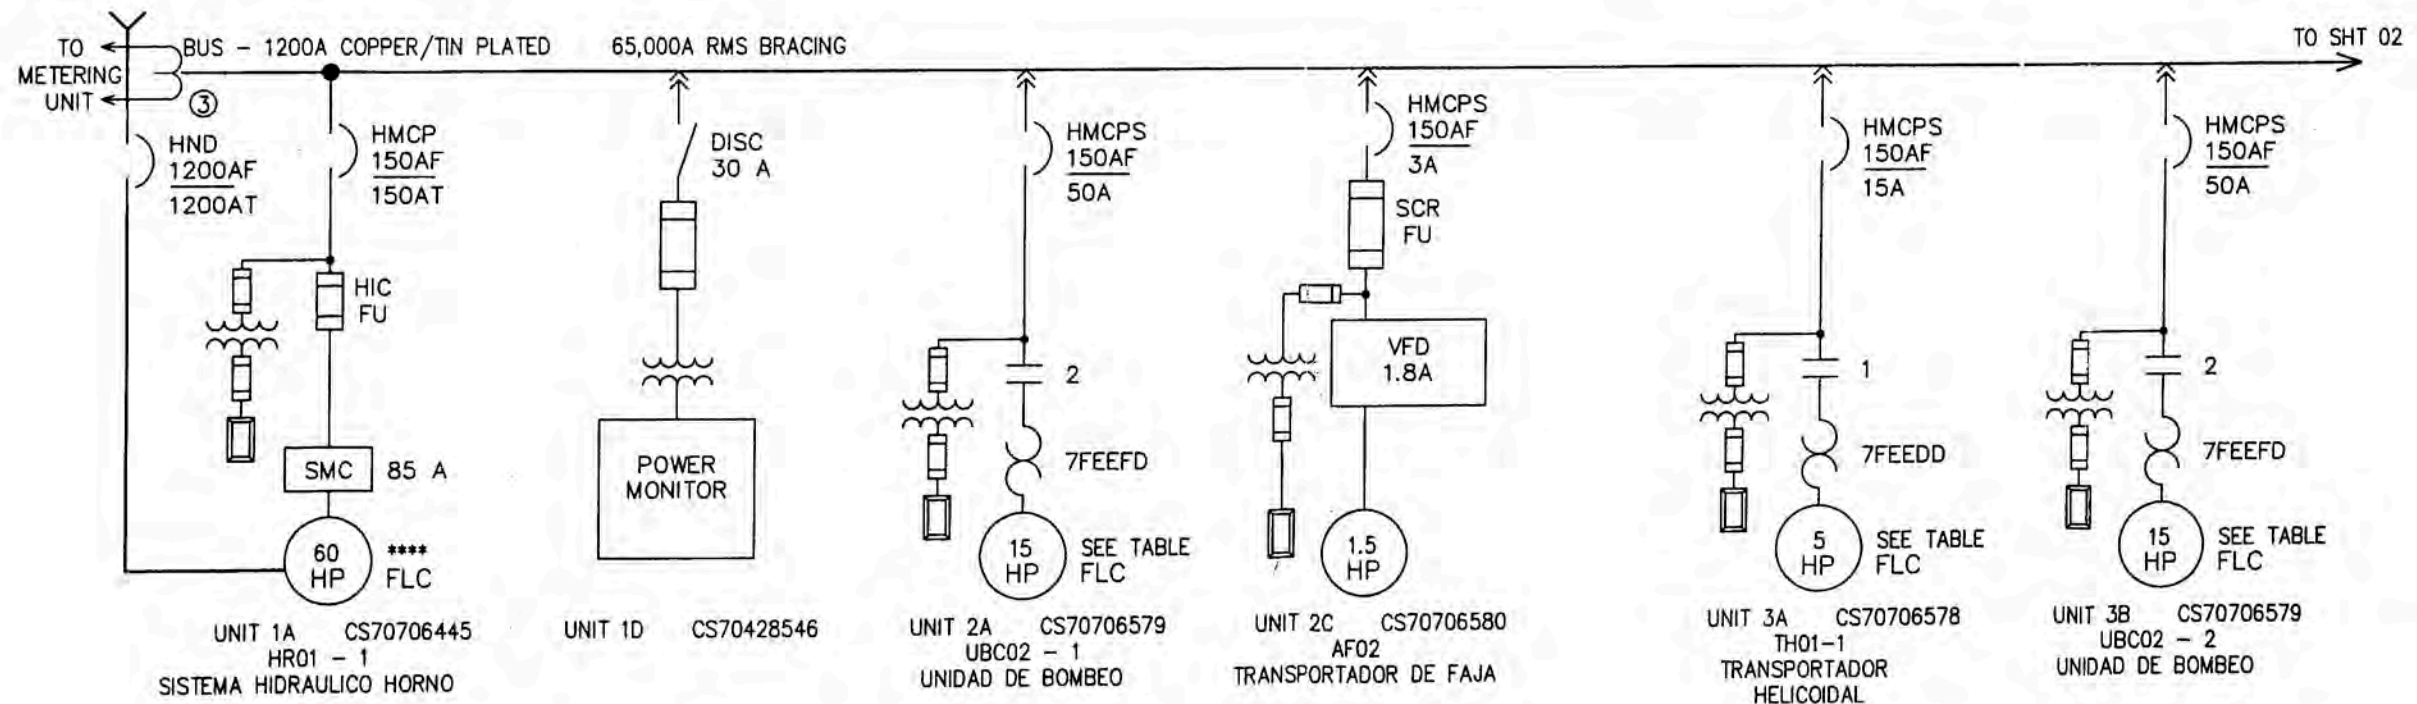 TO
METERING
UNIT
③
BUS - 1200A COPPER/TIN PLATED 65,000A RMS BRACING
TO SHT 02
HND
1200AF
1200AT
HMCP
150AF
150AT
HIC
FU
SMC
85 A
60
HP
****
FLC
UNIT 1A CS70706445
HR01 - 1
SISTEMA HIDRAULICO HORNO
DISC
30 A
POWER
MONITOR
UNIT 1D CS70428546
HMCPS
150AF
50A
2
7FEEFD
15
HP
SEE TABLE
FLC
UNIT 2A CS70706579
UBC02 - 1
UNIDAD DE BOMBEO
HMCPS
150AF
3A
SCR
FU
VFD
1.8A
1.5
HP
UNIT 2C CS70706580
AF02
TRANSPORTADOR DE FAJA
HMCPS
150AF
15A
1
7FEEDD
5
HP
SEE TABLE
FLC
UNIT 3A CS70706578
TH01-1
TRANSPORTADOR
HELICOIDAL
HMCPS
150AF
50A
2
7FEEFD
15
HP
SEE TABLE
FLC
UNIT 3B CS70706579
UBC02 - 2
UNIDAD DE BOMBEO